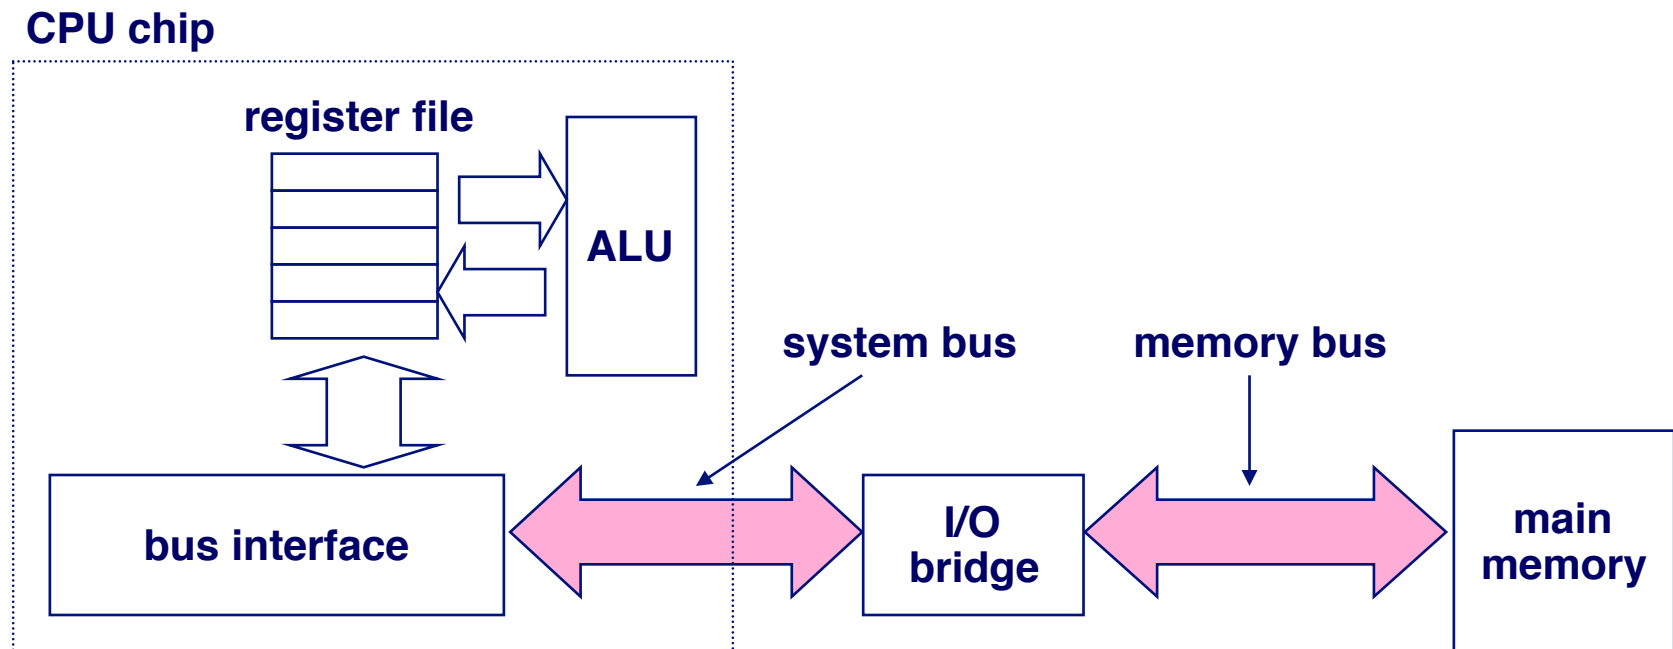 CPU chip
register file
ALU
system bus
memory bus
bus interface
I/O
bridge
main
memory